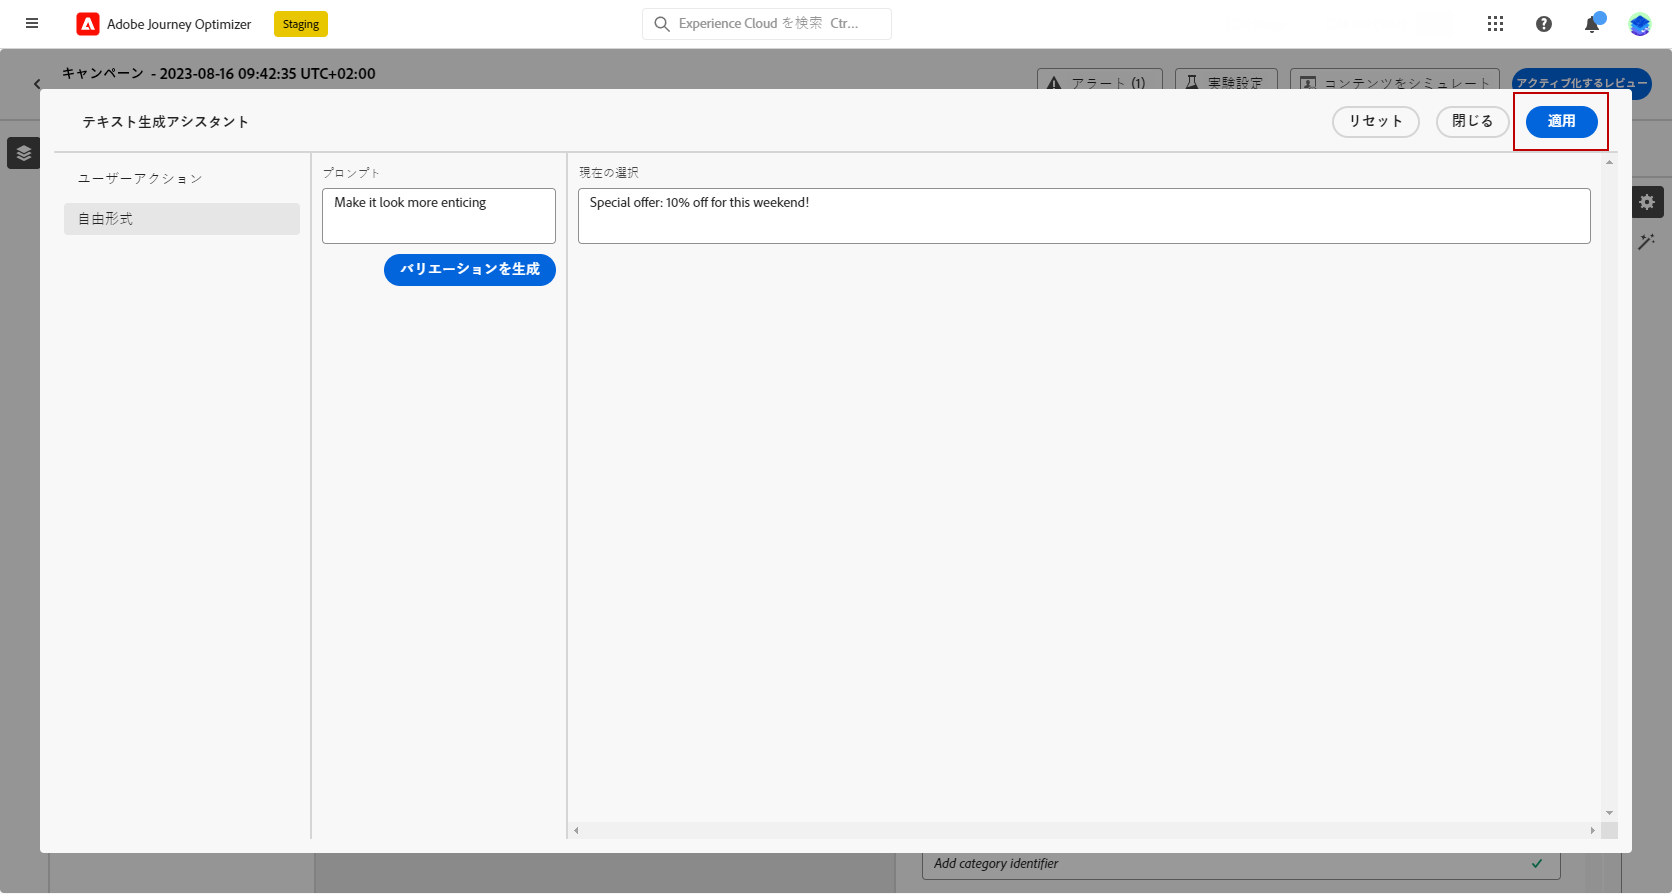 Adobe Journey Optimizer
Staging
Experience Cloud を検索 Ctr...
キャンペーン - 2023-08-16 09:42:35 UTC+02:00
アラート (1)
実験設定
コンテンツをシミュレート
アクティブ化するレビュー
テキスト生成アシスタント
リセット
閉じる
適用
ユーザーアクション
自由形式
プロンプト
Make it look more enticing
バリエーションを生成
現在の選択
Special offer: 10% off for this weekend!
Add category identifier